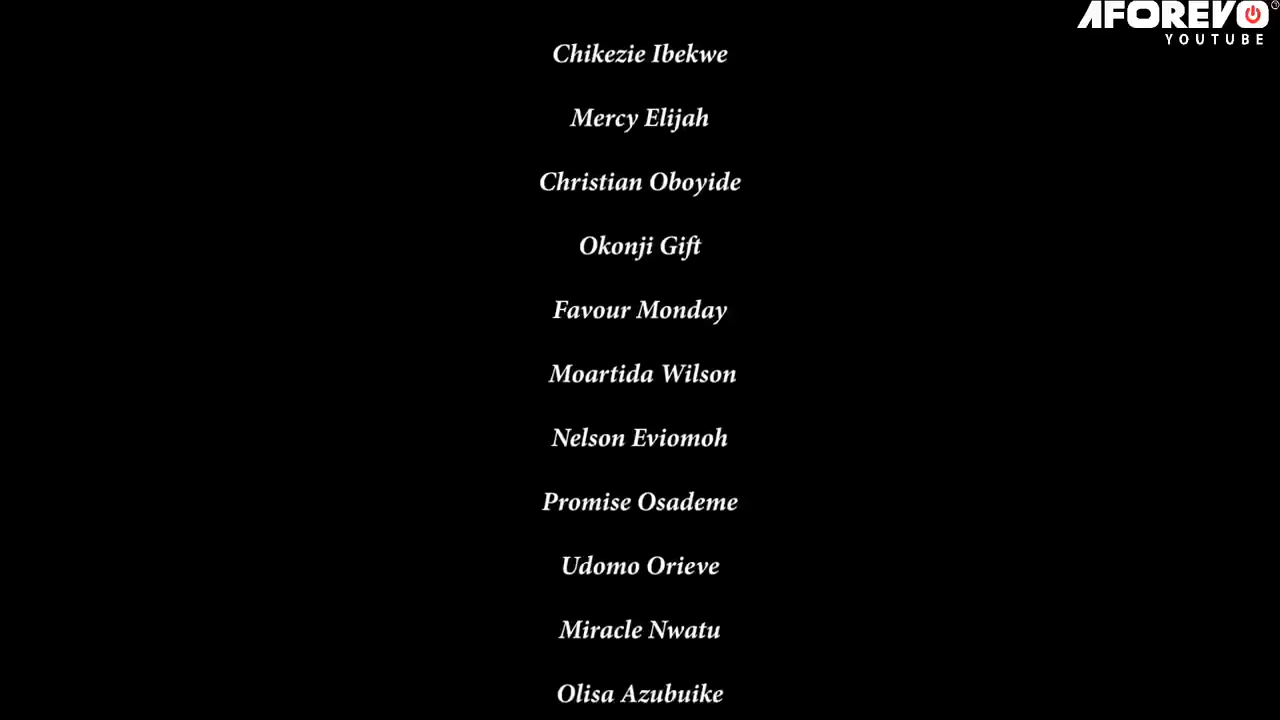 AFOREVO
YOUTUBE
Chikezie Ibekwe
Mercy Elijah
Christian Oboyide
Okonji Gift
Favour Monday
Moartida Wilson
Nelson Eviomoh
Promise Osademe
Udomo Orieve
Miracle Nwatu
Olisa Azubuike